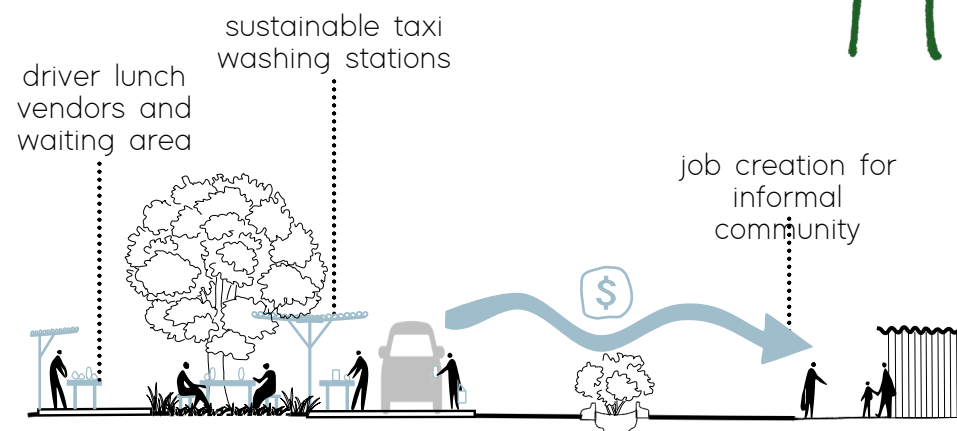 sustainable taxi
washing stations
driver lunch
vendors and
waiting area
job creation for
informal
community
$